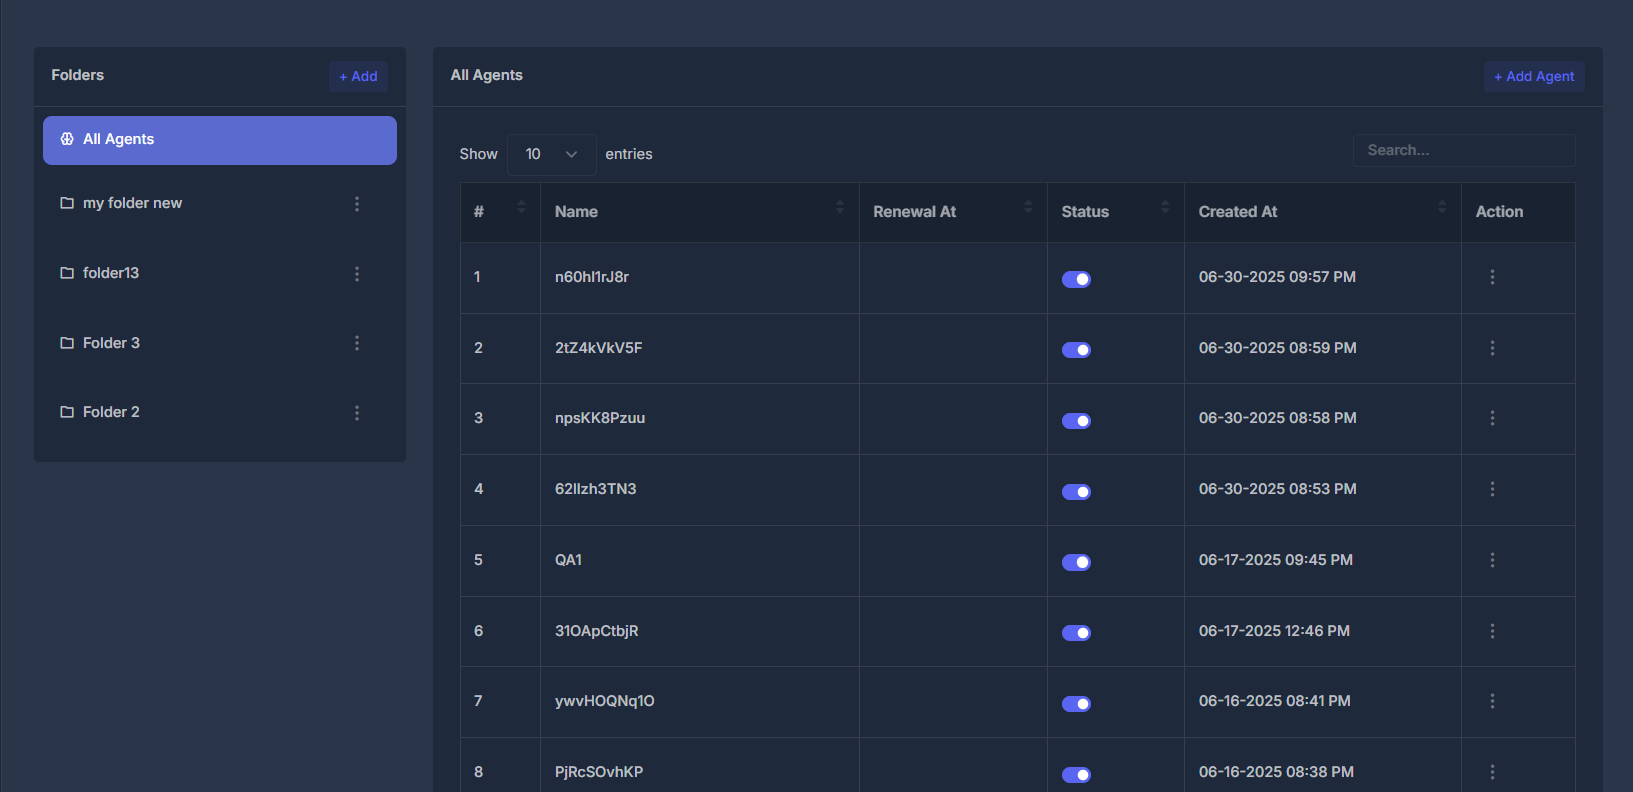 Folders
+ Add
All Agents
my folder new
folder13
Folder 3
Folder 2
All Agents
+ Add Agent
Show 10 entries
Search...
# Name Renewal At Status Created At Action
1 n60hI1rJ8r 06-30-2025 09:57 PM
2 2tZ4kVkV5F 06-30-2025 08:59 PM
3 npsKK8Pzuu 06-30-2025 08:58 PM
4 06-30-2025 08:53 PM
5 QA1 06-17-2025 09:45 PM
6 31OApCtbjR 06-17-2025 12:46 PM
7 ywvHOQNq1O 06-16-2025 08:41 PM
8 PjRcSOvhKP 06-16-2025 08:38 PM